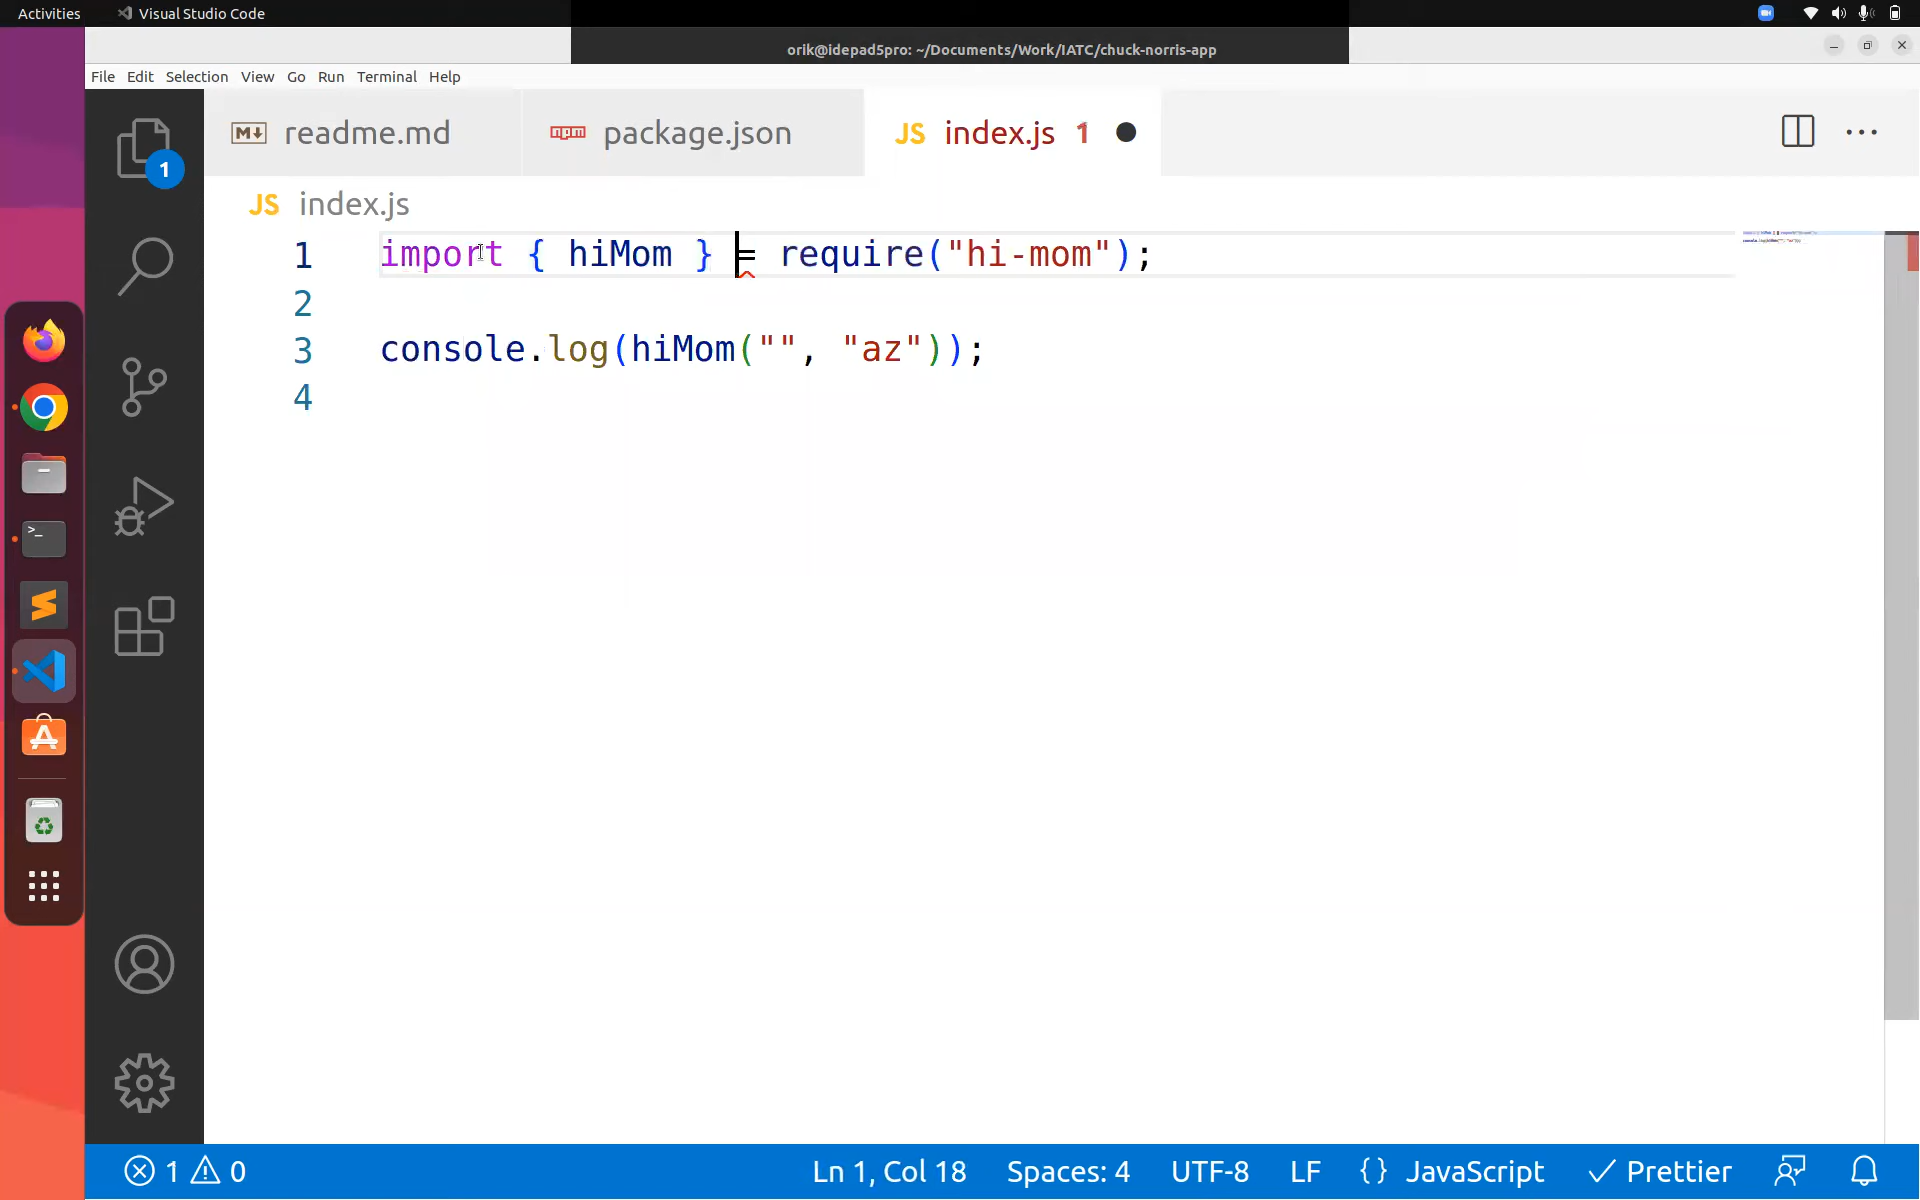 Activities Visual Studio Code
orik@idepad5pro: ~/Documents/Work/IATC/chuck-norris-app
File Edit Selection View Go Run Terminal Help
1
M readme.md
npm package.json
JS index.js 1
JS index.js
1 import { hiMom } = require("hi-mom");
2
3 console.log(hiMom("", "az"));
4
1 0 Ln 1, Col 18 Spaces: 4 UTF-8 LF {} JavaScript Prettier